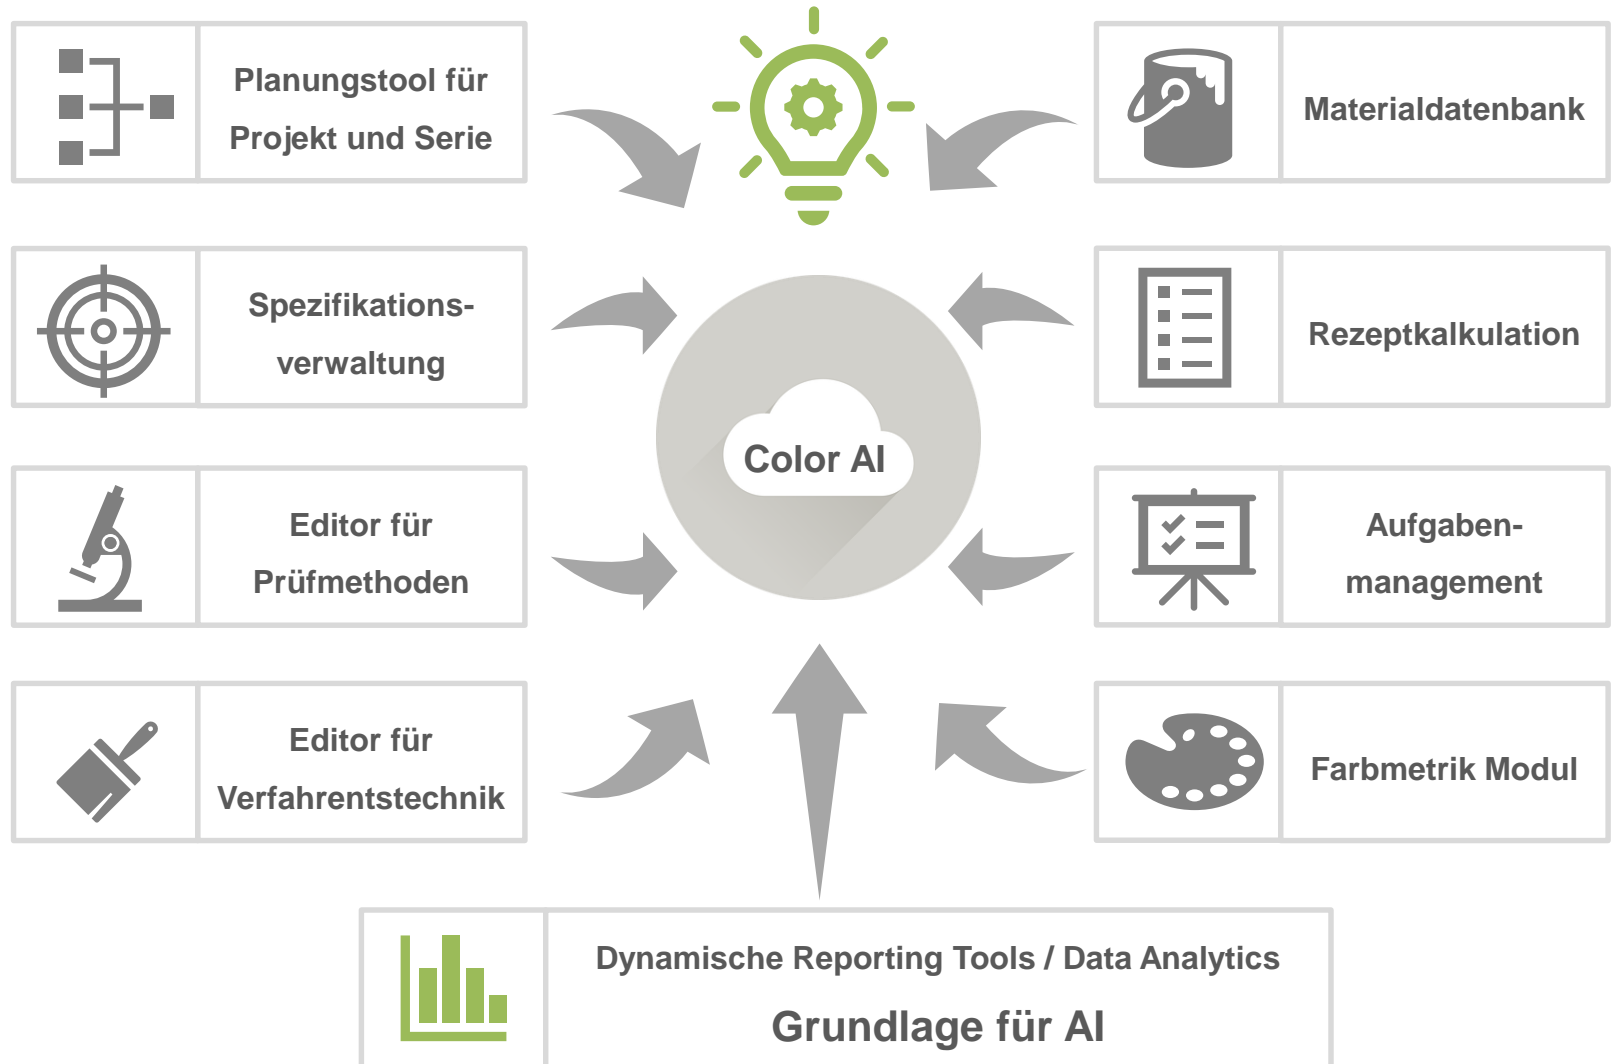 Planungstool für
Projekt und Serie
Materialdatenbank
Spezifikations-
verwaltung
Rezeptkalkulation
Color AI
Editor für
Prüfmethoden
Aufgaben-
management
Editor für
Verfahrentstechnik
Farbmetrik Modul
Dynamische Reporting Tools / Data Analytics
Grundlage für AI